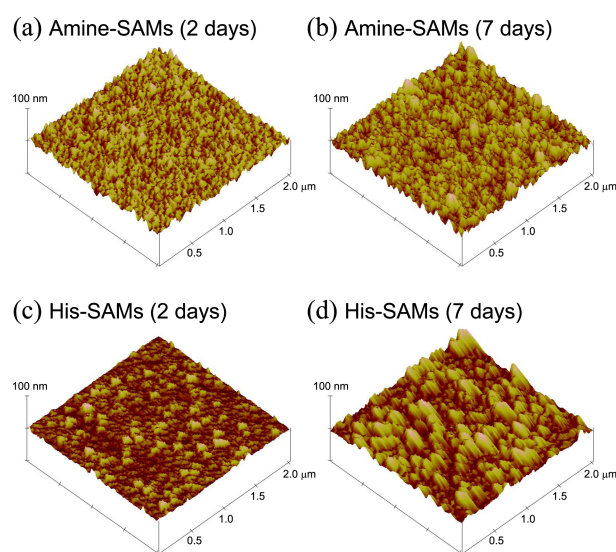 (a) Amine-SAMs (2 days)
(b) Amine-SAMs (7 days)
100 nm
2.0 μm
1.5
1.0
0.5
100 nm
2.0 μm
1.5
1.0
0.5
(c) His-SAMs (2 days)
(d) His-SAMs (7 days)
100 nm
2.0 μm
1.5
1.0
0.5
100 nm
2.0 μm
1.5
1.0
0.5